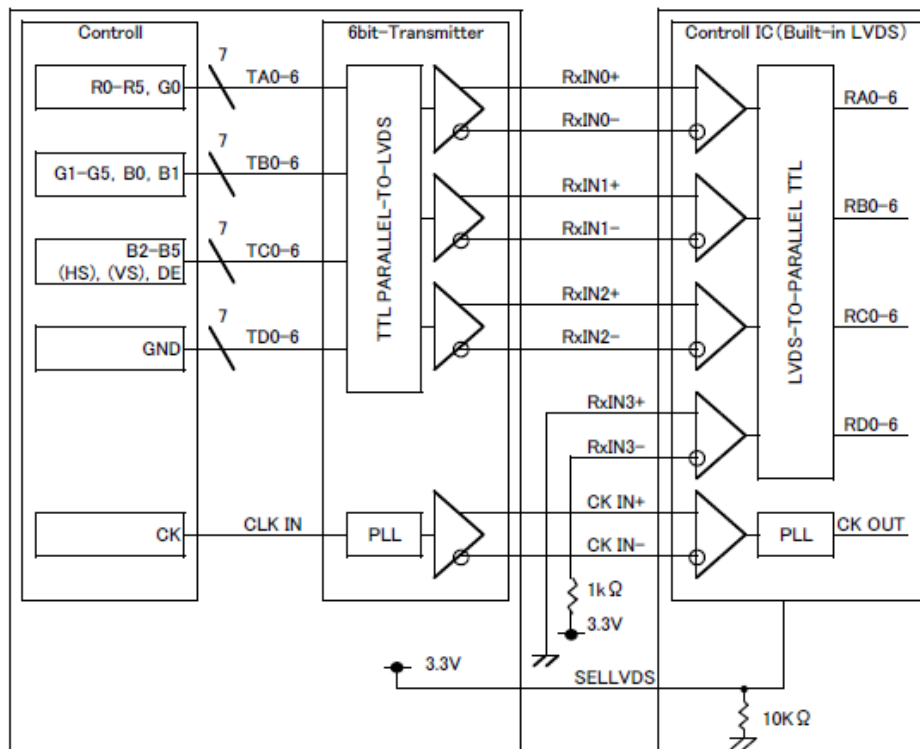 Controll
6bit-Transmitter
Controll IC(Built-in LVDS)
7
R0-R5, G0
TA0-6
RxIN0+
RA0-6
RxIN0-
7
G1-G5, B0, B1
TB0-6
RxIN1+
RB0-6
RxIN1-
7
B2-B5
(HS), (VS), DE
TC0-6
RxIN2+
RC0-6
7
GND
TD0-6
RxIN2-
TTL PARALLEL-TO-LVDS
LVDS-TO-PARALLEL TTL
RxIN3+
RD0-6
RxIN3-
CK
CLK IN
PLL
CK IN+
PLL
CK OUT
CK IN-
1kΩ
3.3V
3.3V
SELLVDS
10KΩ